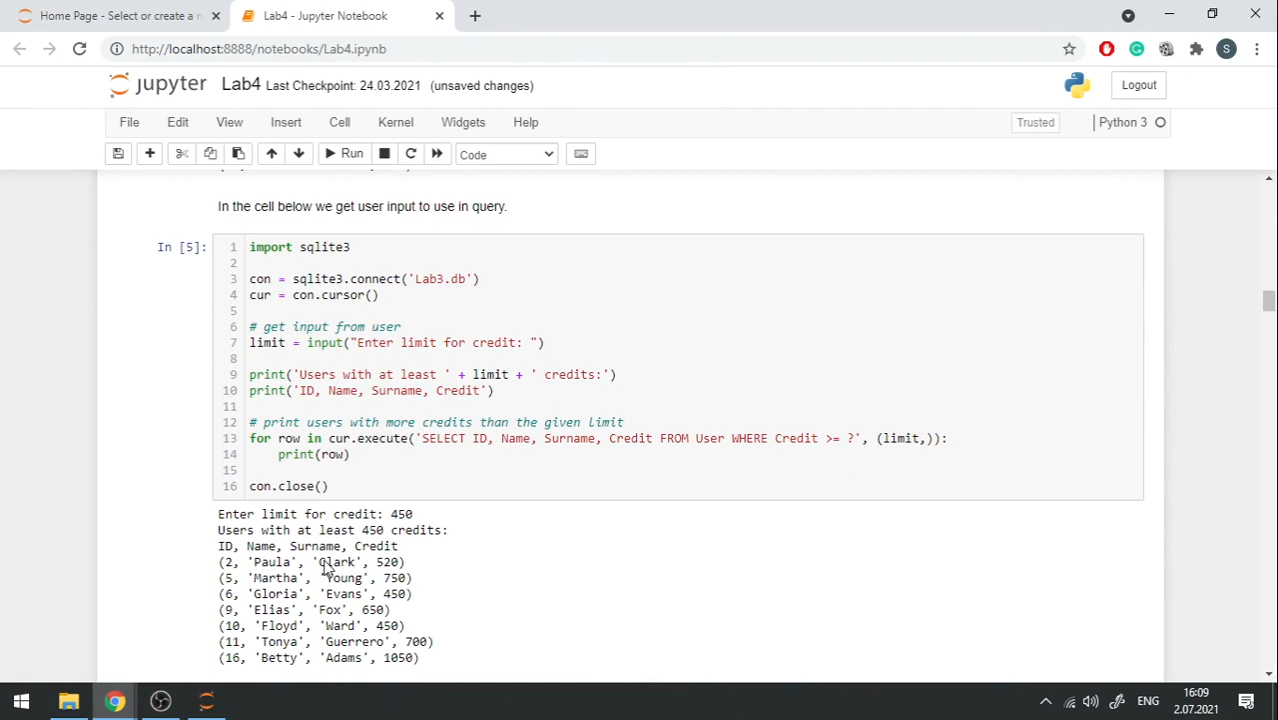 Home Page - Select or create a n
Lab4 - Jupyter Notebook
http://localhost:8888/notebooks/Lab4.ipynb
S
jupyter Lab4 Last Checkpoint: 24.03.2021 (unsaved changes)
Logout
File Edit View Insert Cell Kernel Widgets Help
Trusted
Python 3
Run
Code
In the cell below we get user input to use in query.
In [5]:
1 import sqlite3
2
3 con = sqlite3.connect('Lab3.db')
4 cur = con.cursor()
5
6 # get input from user
7 limit = input("Enter limit for credit: ")
8
9 print('Users with at least ' + limit + ' credits:')
10 print('ID, Name, Surname, Credit')
11
12 # print users with more credits than the given limit
13 for row in cur.execute('SELECT ID, Name, Surname, Credit FROM User WHERE Credit >= ?', (limit,)):
14 print(row)
15
16 con.close()
Enter limit for credit: 450
Users with at least 450 credits:
ID, Name, Surname, Credit
(2, 'Paula', 'Clark', 520)
(5, 'Martha', 'Young', 750)
(6, 'Gloria', 'Evans', 450)
(9, 'Elias', 'Fox', 650)
(10, 'Floyd', 'Ward', 450)
(11, 'Tonya', 'Guerrero', 700)
(16, 'Betty', 'Adams', 1050)
ENG
16:09
2.07.2021